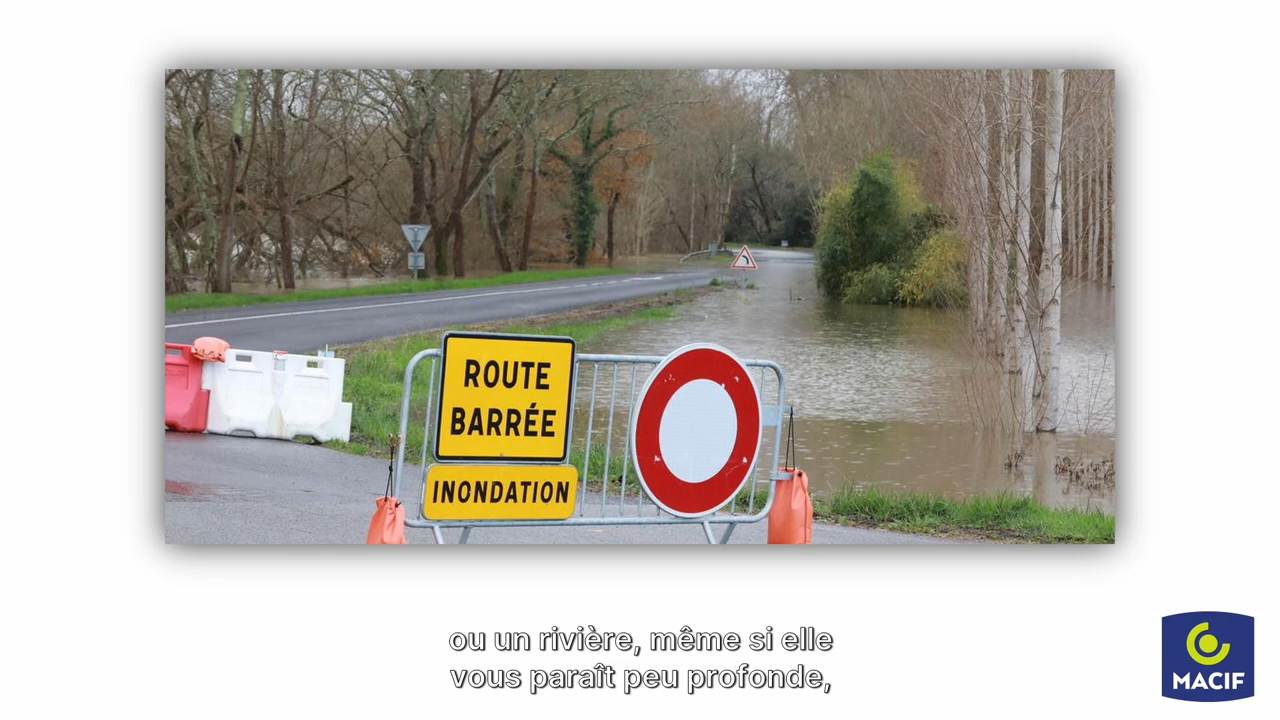 ROUTE
BARRÉE
INONDATION
ou un rivière, même si elle
vous paraît peu profonde,
MACIF